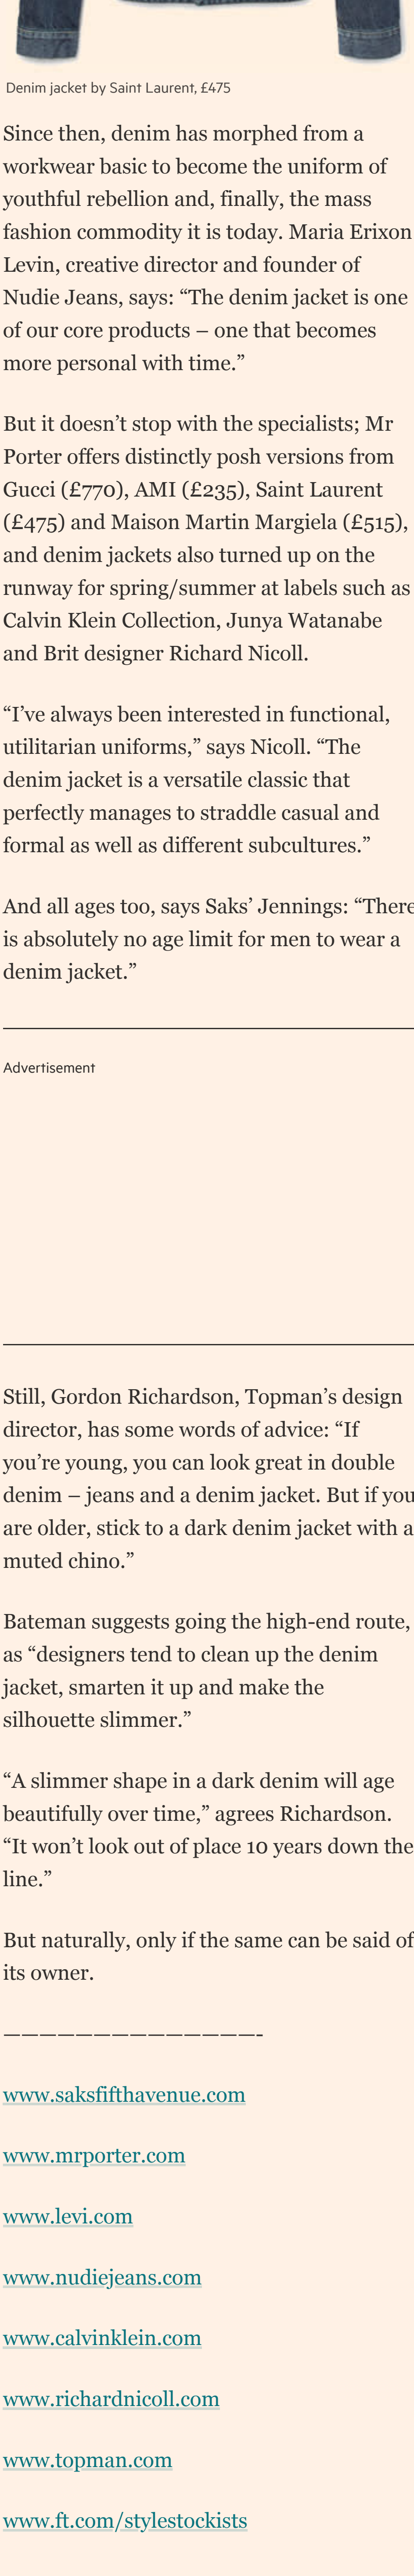 Denim jacket by Saint Laurent, £475
Since then, denim has morphed from a
workwear basic to become the uniform of
youthful rebellion and, finally, the mass
fashion commodity it is today. Maria Erixon
Levin, creative director and founder of
Nudie Jeans, says: “The denim jacket is one
of our core products – one that becomes
more personal with time.”
But it doesn’t stop with the specialists; Mr
Porter offers distinctly posh versions from
Gucci (£770), AMI (£235), Saint Laurent
(£475) and Maison Martin Margiela (£515),
and denim jackets also turned up on the
runway for spring/summer at labels such as
Calvin Klein Collection, Junya Watanabe
and Brit designer Richard Nicoll.
“I’ve always been interested in functional,
utilitarian uniforms,” says Nicoll. “The
denim jacket is a versatile classic that
perfectly manages to straddle casual and
formal as well as different subcultures.”
And all ages too, says Saks’ Jennings: “There
is absolutely no age limit for men to wear a
denim jacket.”
Advertisement
Still, Gordon Richardson, Topman’s design
director, has some words of advice: “If
you’re young, you can look great in double
denim – jeans and a denim jacket. But if you
are older, stick to a dark denim jacket with a
muted chino.”
Bateman suggests going the high-end route,
as “designers tend to clean up the denim
jacket, smarten it up and make the
silhouette slimmer.”
“A slimmer shape in a dark denim will age
beautifully over time,” agrees Richardson.
“It won’t look out of place 10 years down the
line.”
But naturally, only if the same can be said of
its owner.
——————————————-
www.saksfifthavenue.com
www.mrporter.com
www.levi.com
www.nudiejeans.com
www.calvinklein.com
www.richardnicoll.com
www.topman.com
www.ft.com/stylestockists